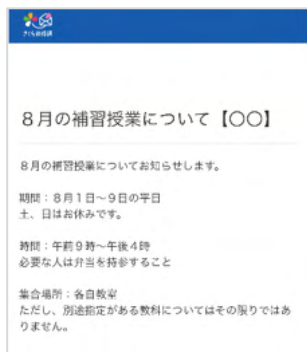 さくら連絡網
8月の補習授業について【〇〇】
8月の補習授業についてお知らせします。
期間：8月1日〜9日の平日
土、日はお休みです。
時間：午前9時〜午後4時
必要な人は弁当を持参すること
集合場所：各自教室
ただし、別途指定がある教科についてはその限りではあ
りません。